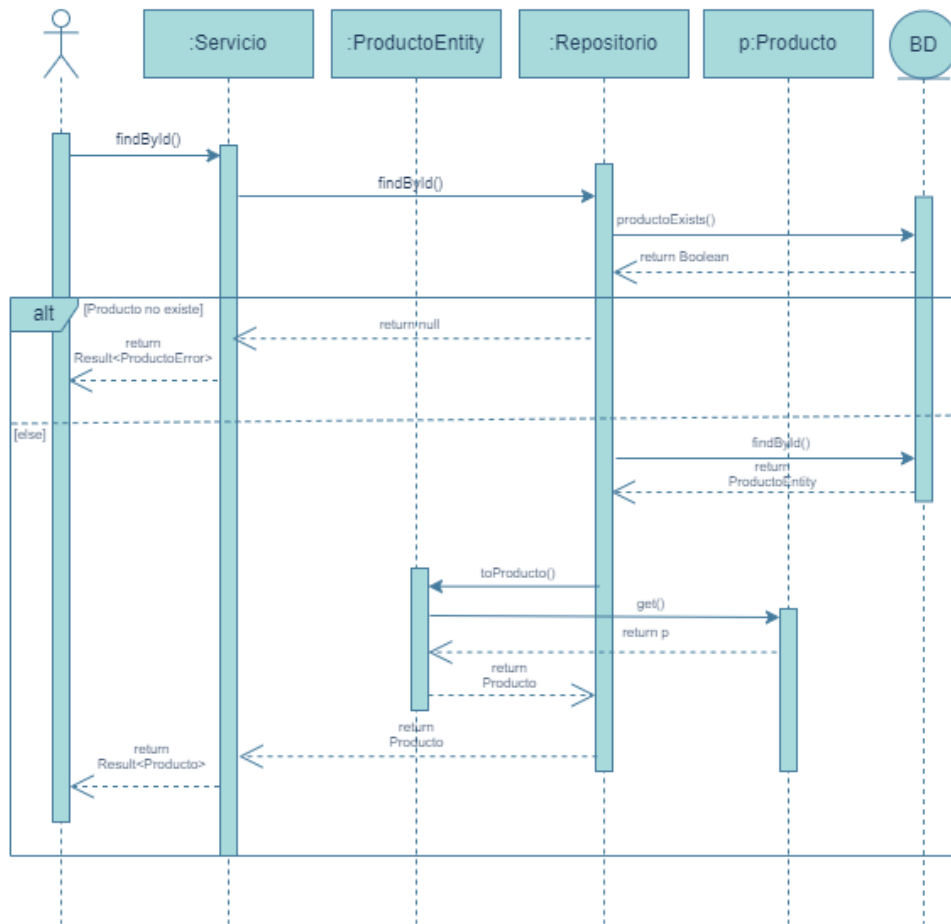 :Servicio
:ProductoEntity
:Repositorio
p:Producto
BD
findById()
findById()
productoExists()
return Boolean
alt
[Producto no existe]
return null
return
Result<ProductoError>
[else]
findById()
return
ProductoEntity
toProducto()
get()
return p
return
Producto
return
Producto
return
Result<Producto>